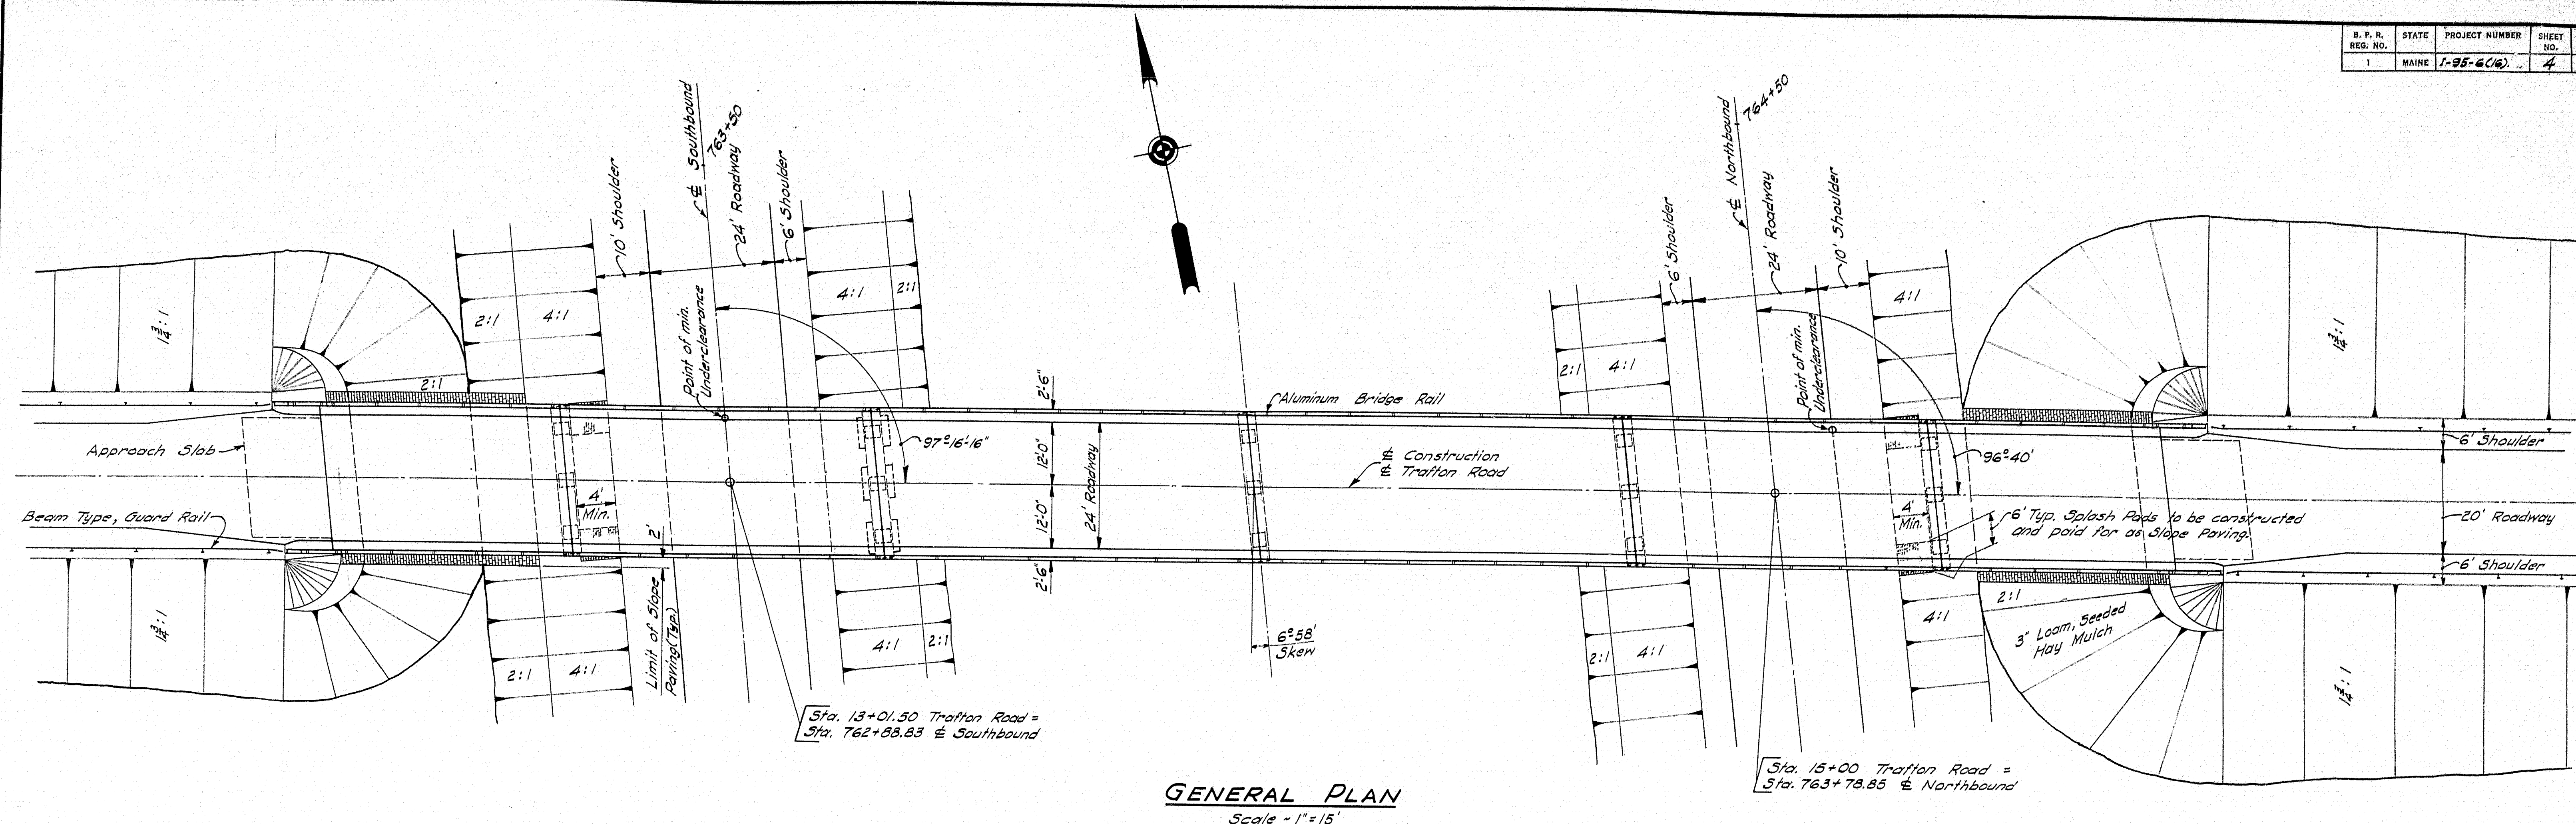 B. P. R. REG. NO.
STATE
PROJECT NUMBER
SHEET NO.
1
MAINE
I-95-6(16)
4
10' Shoulder
℄ Southbound
763+50
24' Roadway
6' Shoulder
6' Shoulder
℄ Northbound
764+50
24' Roadway
10' Shoulder
1¾:1
2:1
4:1
4:1
2:1
2:1
4:1
4:1
1¾:1
2:1
Point of min.
Underclearance
Point of min.
Underclearance
2'-6"
Aluminum Bridge Rail
Approach Slab
97°-16'-16"
12'-0"
24' Roadway
℄ Construction
℄ Trafton Road
96°-40'
6' Shoulder
Beam Type, Guard Rail
4'
Min.
2'
12'-0"
4'
Min.
6' Typ. Splash Pads to be constructed
and paid for as Slope Paving.
20' Roadway
6' Shoulder
2'-6"
1¾:1
2:1
4:1
Limit of Slope
Paving (Typ.)
4:1
2:1
6°-58'
Skew
2:1
4:1
4:1
2:1
3" Loam, Seeded
Hay Mulch
1¾:1
Sta. 13+01.50 Trafton Road =
Sta. 762+88.83 ℄ Southbound
Sta. 15+00 Trafton Road =
Sta. 763+78.85 ℄ Northbound
GENERAL PLAN
Scale ~ 1" = 15'